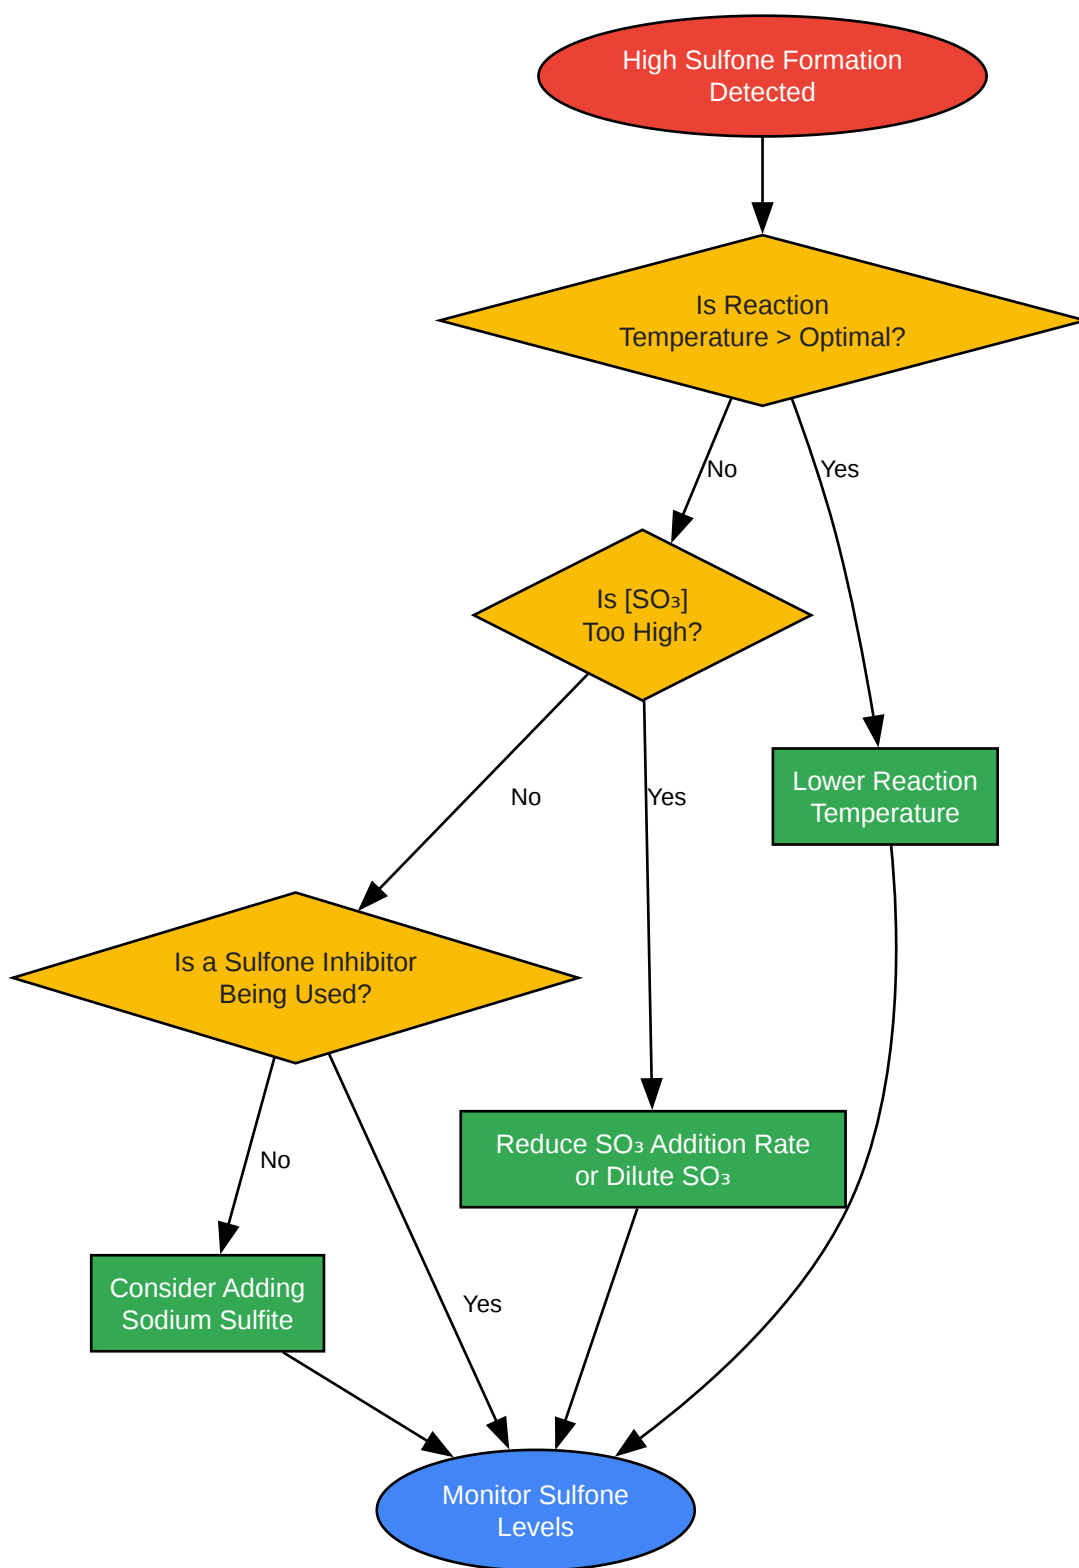 High Sulfone Formation
Detected
Is Reaction
Temperature > Optimal?
No
Yes
Is [SO₃]
Too High?
Lower Reaction
Temperature
No
Yes
Is a Sulfone Inhibitor
Being Used?
Reduce SO₃ Addition Rate
or Dilute SO₃
No
Yes
Consider Adding
Sodium Sulfite
Monitor Sulfone
Levels